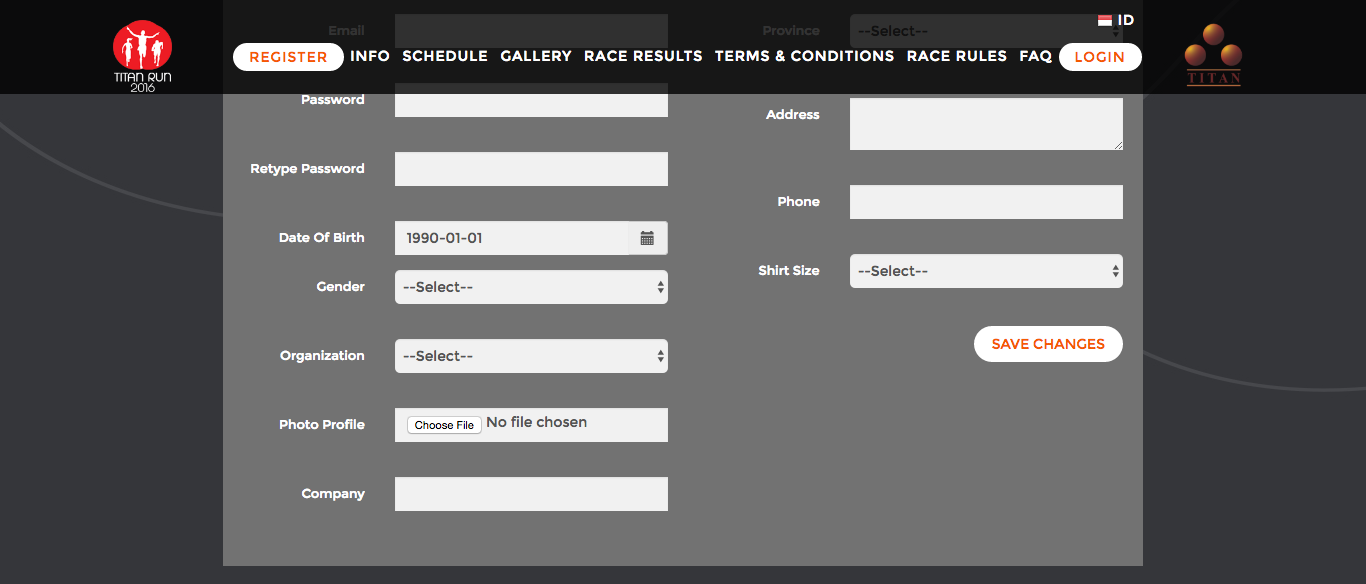 Email
Province
--Select--
ID
REGISTER INFO SCHEDULE GALLERY RACE RESULTS TERMS & CONDITIONS RACE RULES FAQ LOGIN
TITAN RUN
2016
TITAN
Password
Retype Password
Date Of Birth
1990-01-01
Gender
--Select--
Organization
--Select--
Photo Profile
Choose File No file chosen
Company
Address
Phone
Shirt Size
--Select--
SAVE CHANGES